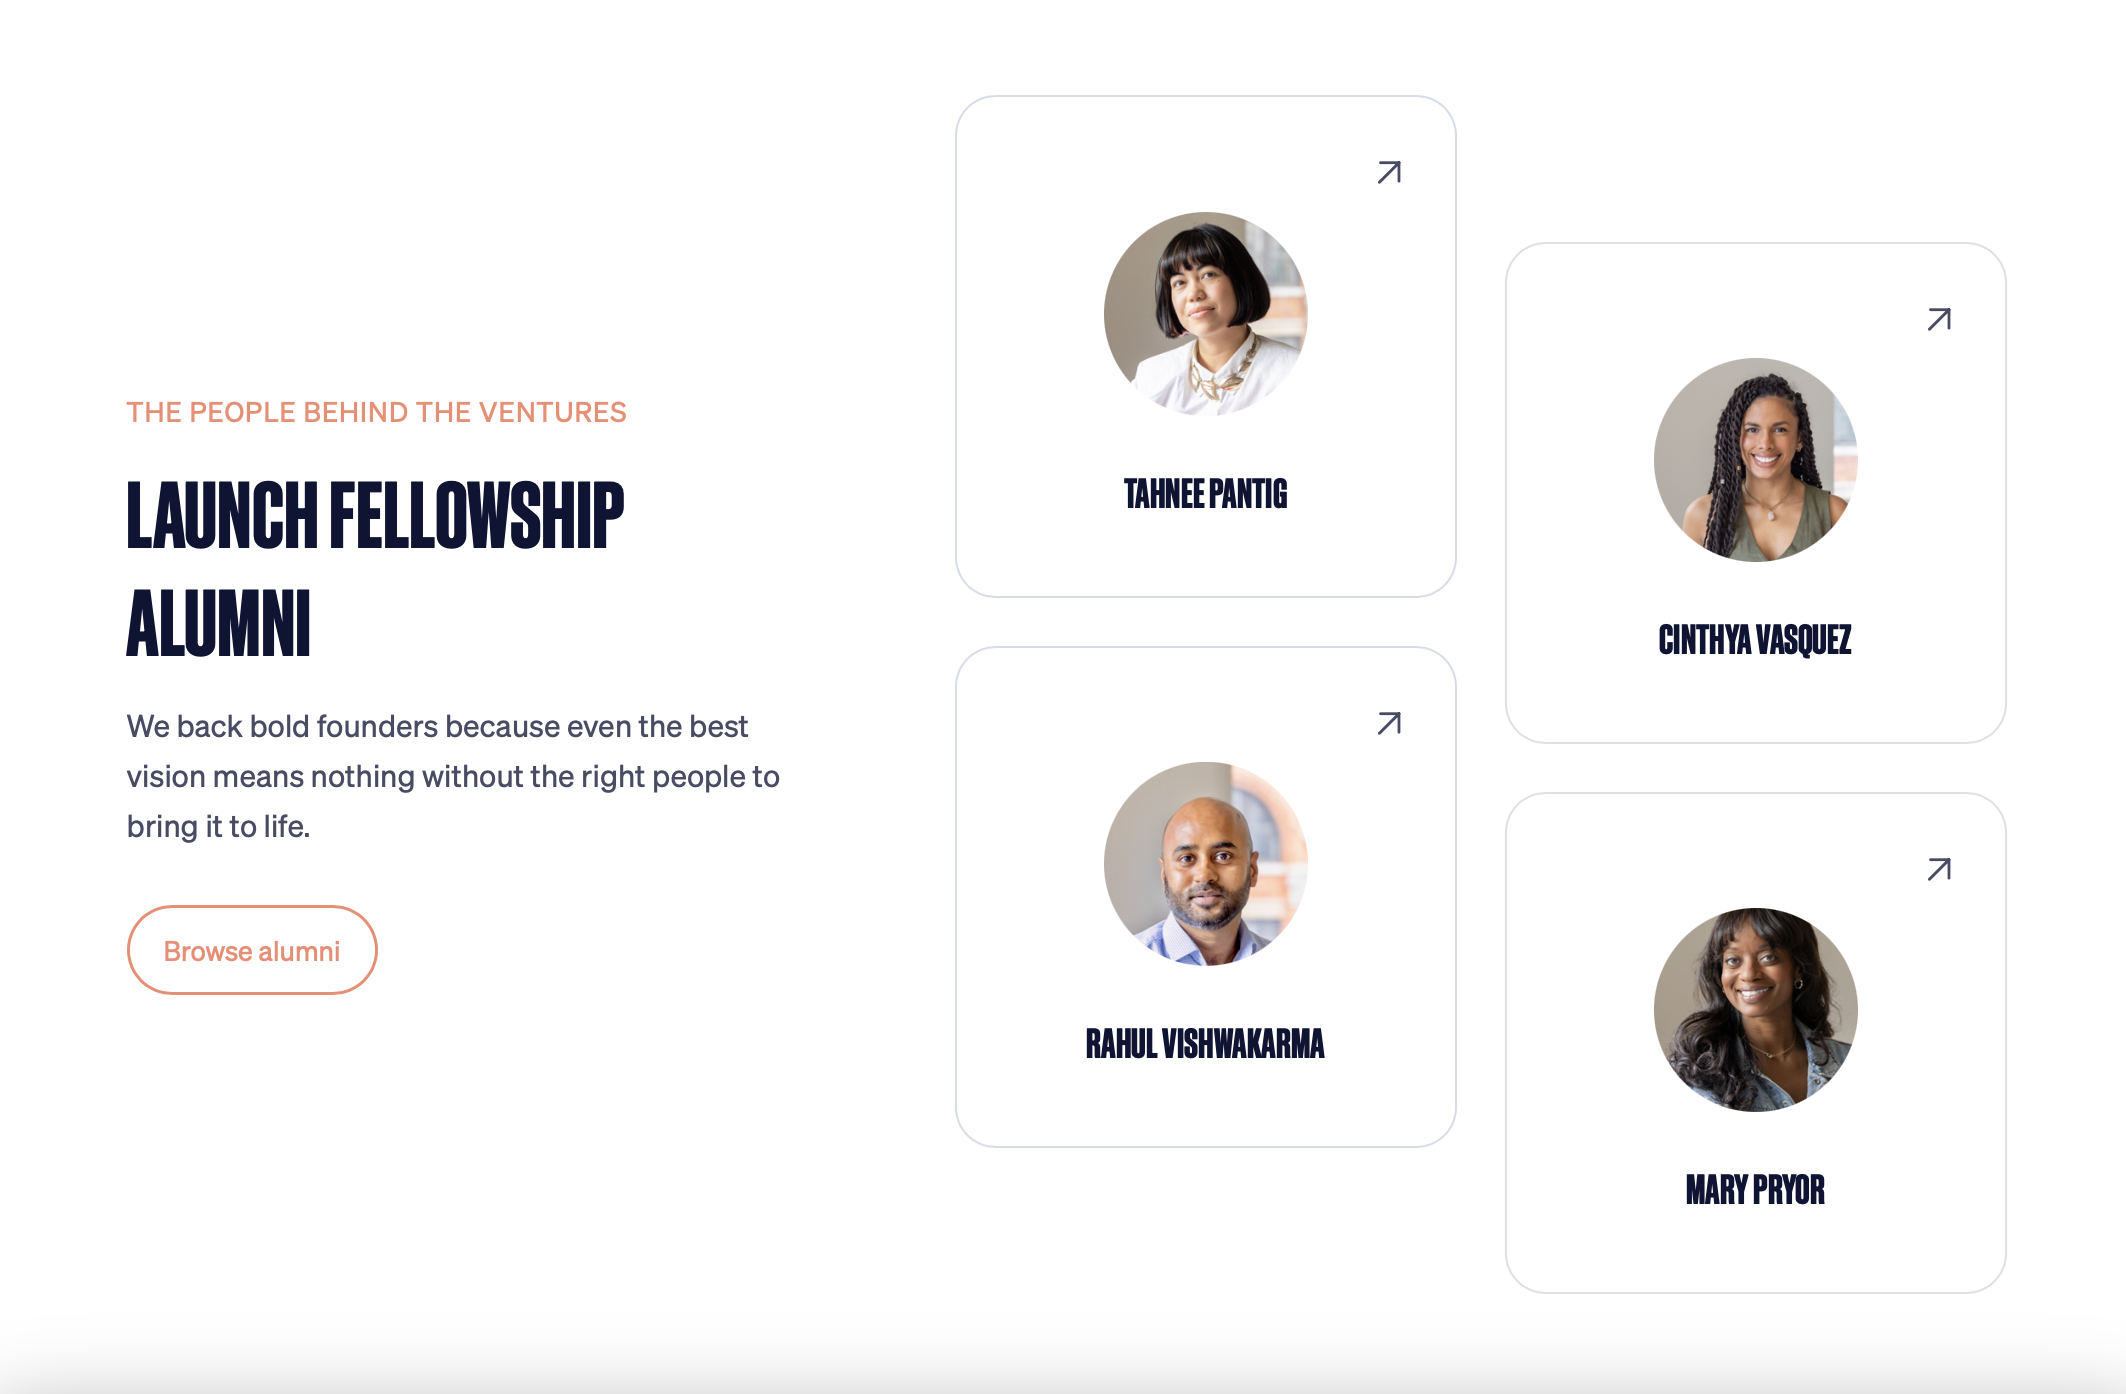 THE PEOPLE BEHIND THE VENTURES
LAUNCH FELLOWSHIP
ALUMNI
We back bold founders because even the best
vision means nothing without the right people to
bring it to life.
Browse alumni
TAHNEE PANTIG
CINTHYA VASQUEZ
RAHUL VISHWAKARMA
MARY PRYOR